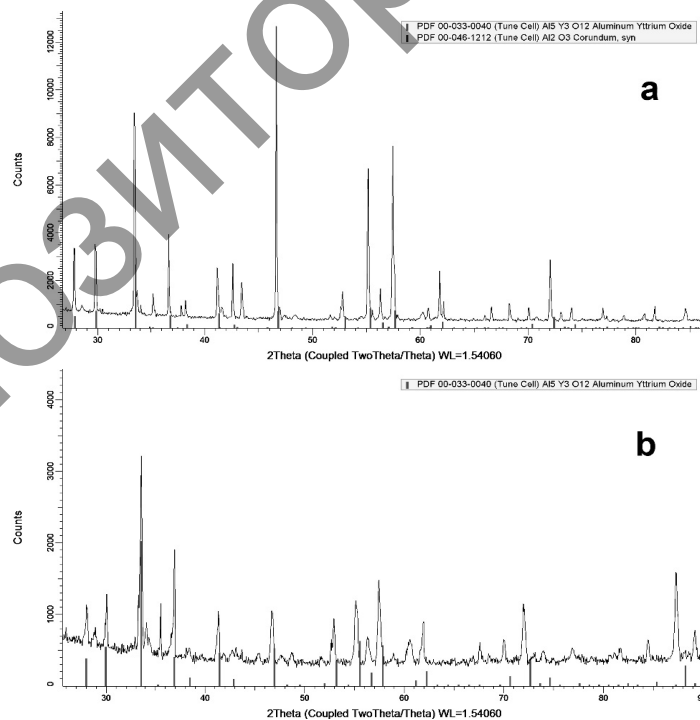 PDF 00-033-0040 (Tune Cell) Al5 Y3 O12 Aluminum Yttrium Oxide
PDF 00-046-1212 (Tune Cell) Al2 O3 Corundum, syn
a
Counts
12000
10000
8000
6000
4000
2000
0
30
40
50
60
70
80
2Theta (Coupled TwoTheta/Theta) WL=1.54060
ОЗИТО
PDF 00-033-0040 (Tune Cell) Al5 Y3 O12 Aluminum Yttrium Oxide
b
Counts
4000
3000
2000
1000
0
30
40
50
60
70
80
2Theta (Coupled TwoTheta/Theta) WL=1.54060